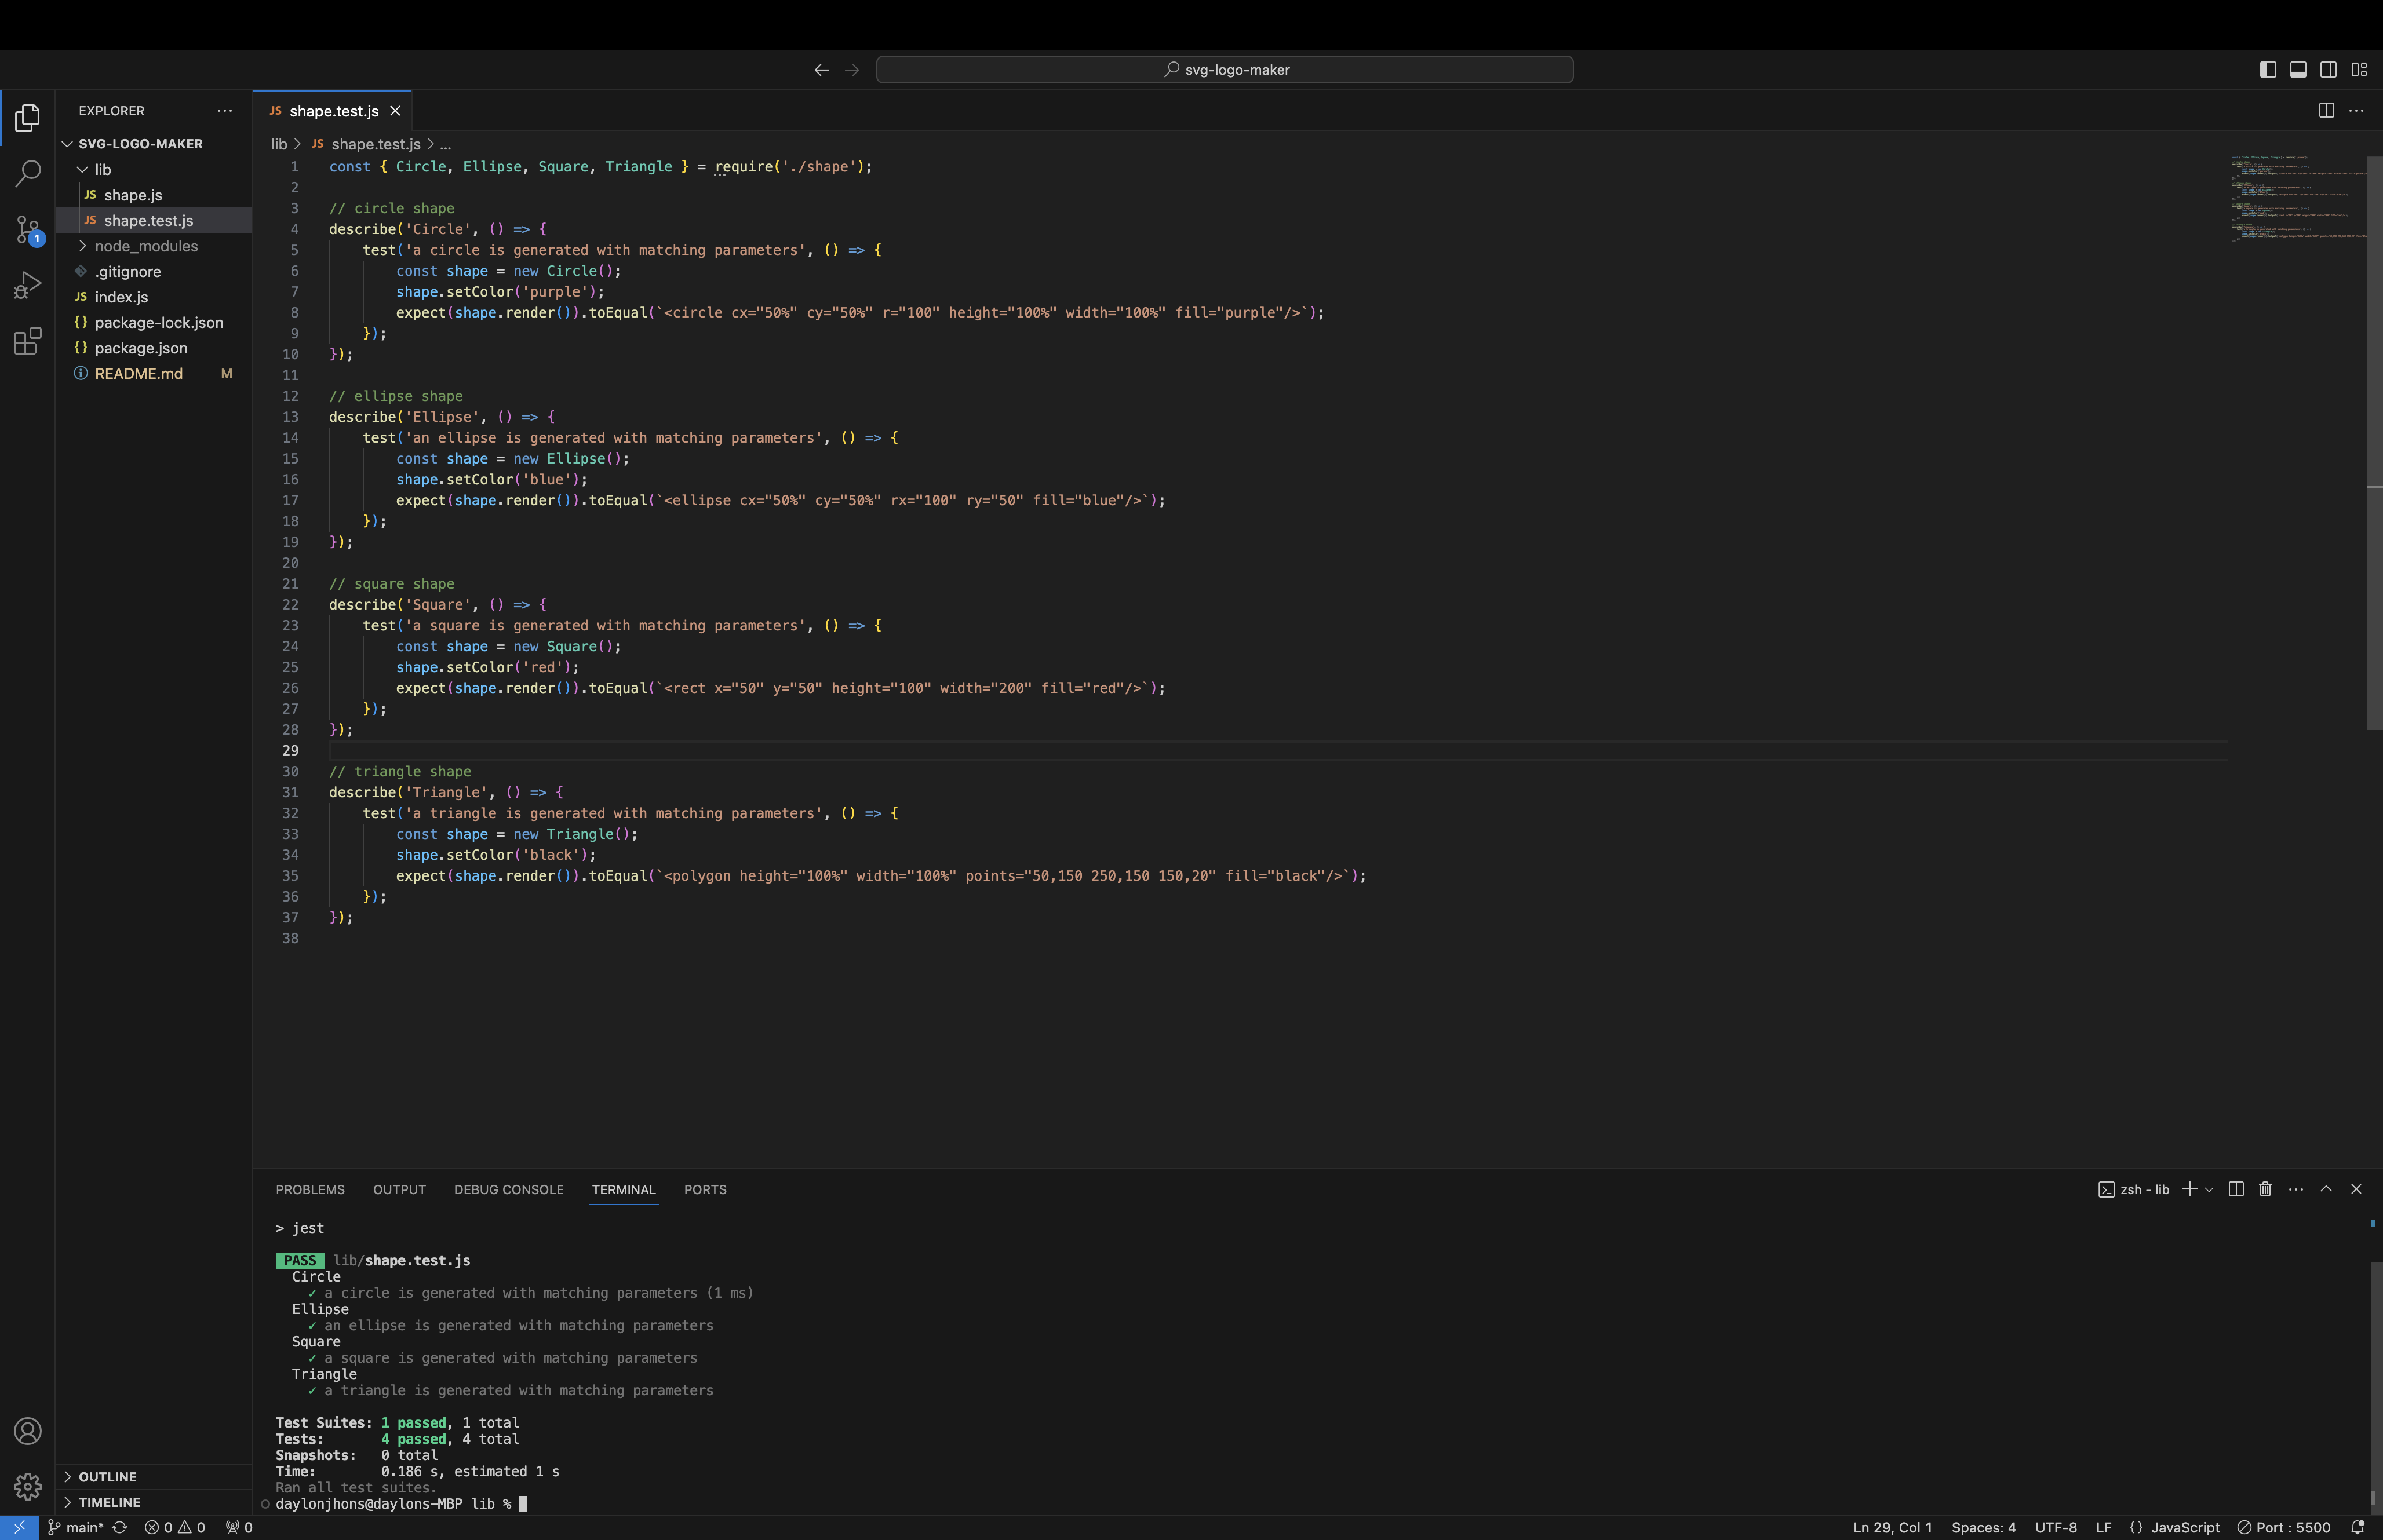 svg-logo-maker
EXPLORER
SVG-LOGO-MAKER
lib
JS shape.js
JS shape.test.js
node_modules
.gitignore
JS index.js
{} package-lock.json
{} package.json
README.md M
1
OUTLINE
TIMELINE
JS shape.test.js
lib > JS shape.test.js > ...
1 const { Circle, Ellipse, Square, Triangle } = require('./shape');
2
3 // circle shape
4 describe('Circle', () => {
5     test('a circle is generated with matching parameters', () => {
6         const shape = new Circle();
7         shape.setColor('purple');
8         expect(shape.render()).toEqual(`<circle cx="50%" cy="50%" r="100" height="100%" width="100%" fill="purple"/>`);
9     });
10 });
11
12 // ellipse shape
13 describe('Ellipse', () => {
14     test('an ellipse is generated with matching parameters', () => {
15         const shape = new Ellipse();
16         shape.setColor('blue');
17         expect(shape.render()).toEqual(`<ellipse cx="50%" cy="50%" rx="100" ry="50" fill="blue"/>`);
18     });
19 });
20
21 // square shape
22 describe('Square', () => {
23     test('a square is generated with matching parameters', () => {
24         const shape = new Square();
25         shape.setColor('red');
26         expect(shape.render()).toEqual(`<rect x="50" y="50" height="100" width="200" fill="red"/>`);
27     });
28 });
29
30 // triangle shape
31 describe('Triangle', () => {
32     test('a triangle is generated with matching parameters', () => {
33         const shape = new Triangle();
34         shape.setColor('black');
35         expect(shape.render()).toEqual(`<polygon height="100%" width="100%" points="50,150 250,150 150,20" fill="black"/>`);
36     });
37 });
38
PROBLEMS OUTPUT DEBUG CONSOLE TERMINAL PORTS
zsh - lib
> jest
PASS lib/shape.test.js
Circle
✓ a circle is generated with matching parameters (1 ms)
Ellipse
✓ an ellipse is generated with matching parameters
Square
✓ a square is generated with matching parameters
Triangle
✓ a triangle is generated with matching parameters
Test Suites: 1 passed, 1 total
Tests: 4 passed, 4 total
Snapshots: 0 total
Time: 0.186 s, estimated 1 s
Ran all test suites.
daylonjhons@daylons-MBP lib %
main* 0 0 0 Ln 29, Col 1 Spaces: 4 UTF-8 LF {} JavaScript Port : 5500